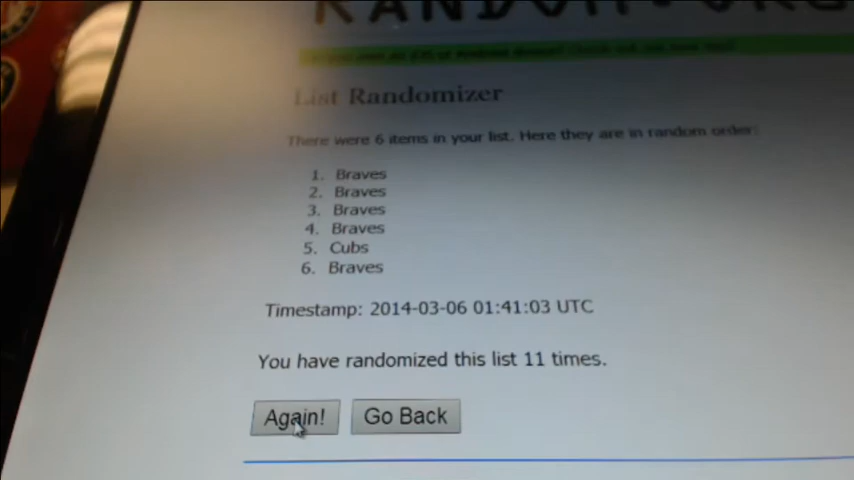 RANDOM.ORG
List Randomizer
There were 6 items in your list. Here they are in random order:
1. Braves
2. Braves
3. Braves
4. Braves
5. Cubs
6. Braves
Timestamp: 2014-03-06 01:41:03 UTC
You have randomized this list 11 times.
Again! Go Back